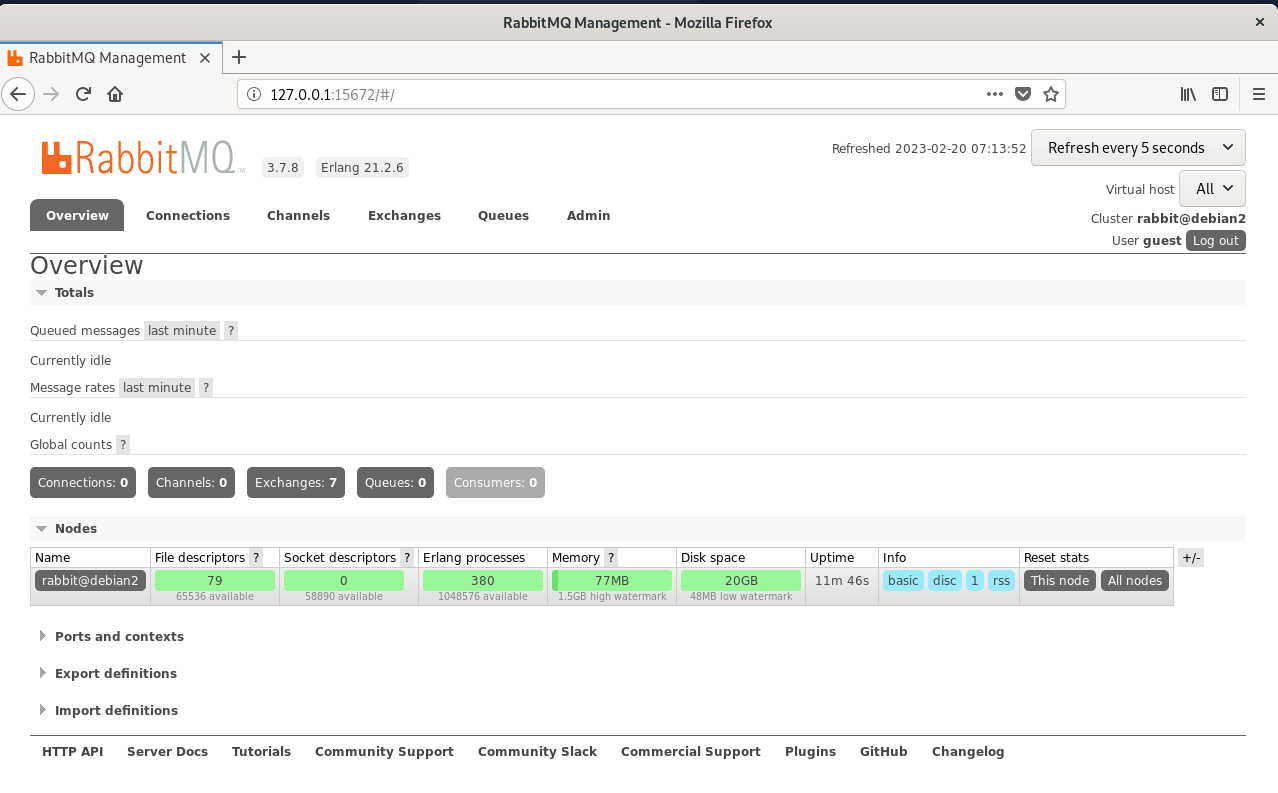 RabbitMQ Management - Mozilla Firefox
RabbitMQ Management
127.0.0.1:15672/#/
RabbitMQ TM 3.7.8 Erlang 21.2.6
Refreshed 2023-02-20 07:13:52 Refresh every 5 seconds
Virtual host All
Cluster rabbit@debian2
User guest Log out
Overview Connections Channels Exchanges Queues Admin
Overview
Totals
Queued messages last minute ?
Currently idle
Message rates last minute ?
Currently idle
Global counts ?
Connections: 0 Channels: 0 Exchanges: 7 Queues: 0 Consumers: 0
Nodes
Name File descriptors ? Socket descriptors ? Erlang processes Memory ? Disk space Uptime Info Reset stats +/-
rabbit@debian2 79 0 380 77MB 20GB 11m 46s basic disc 1 rss This node All nodes
65536 available 58890 available 1048576 available 1.5GB high watermark 48MB low watermark
Ports and contexts
Export definitions
Import definitions
HTTP API Server Docs Tutorials Community Support Community Slack Commercial Support Plugins GitHub Changelog